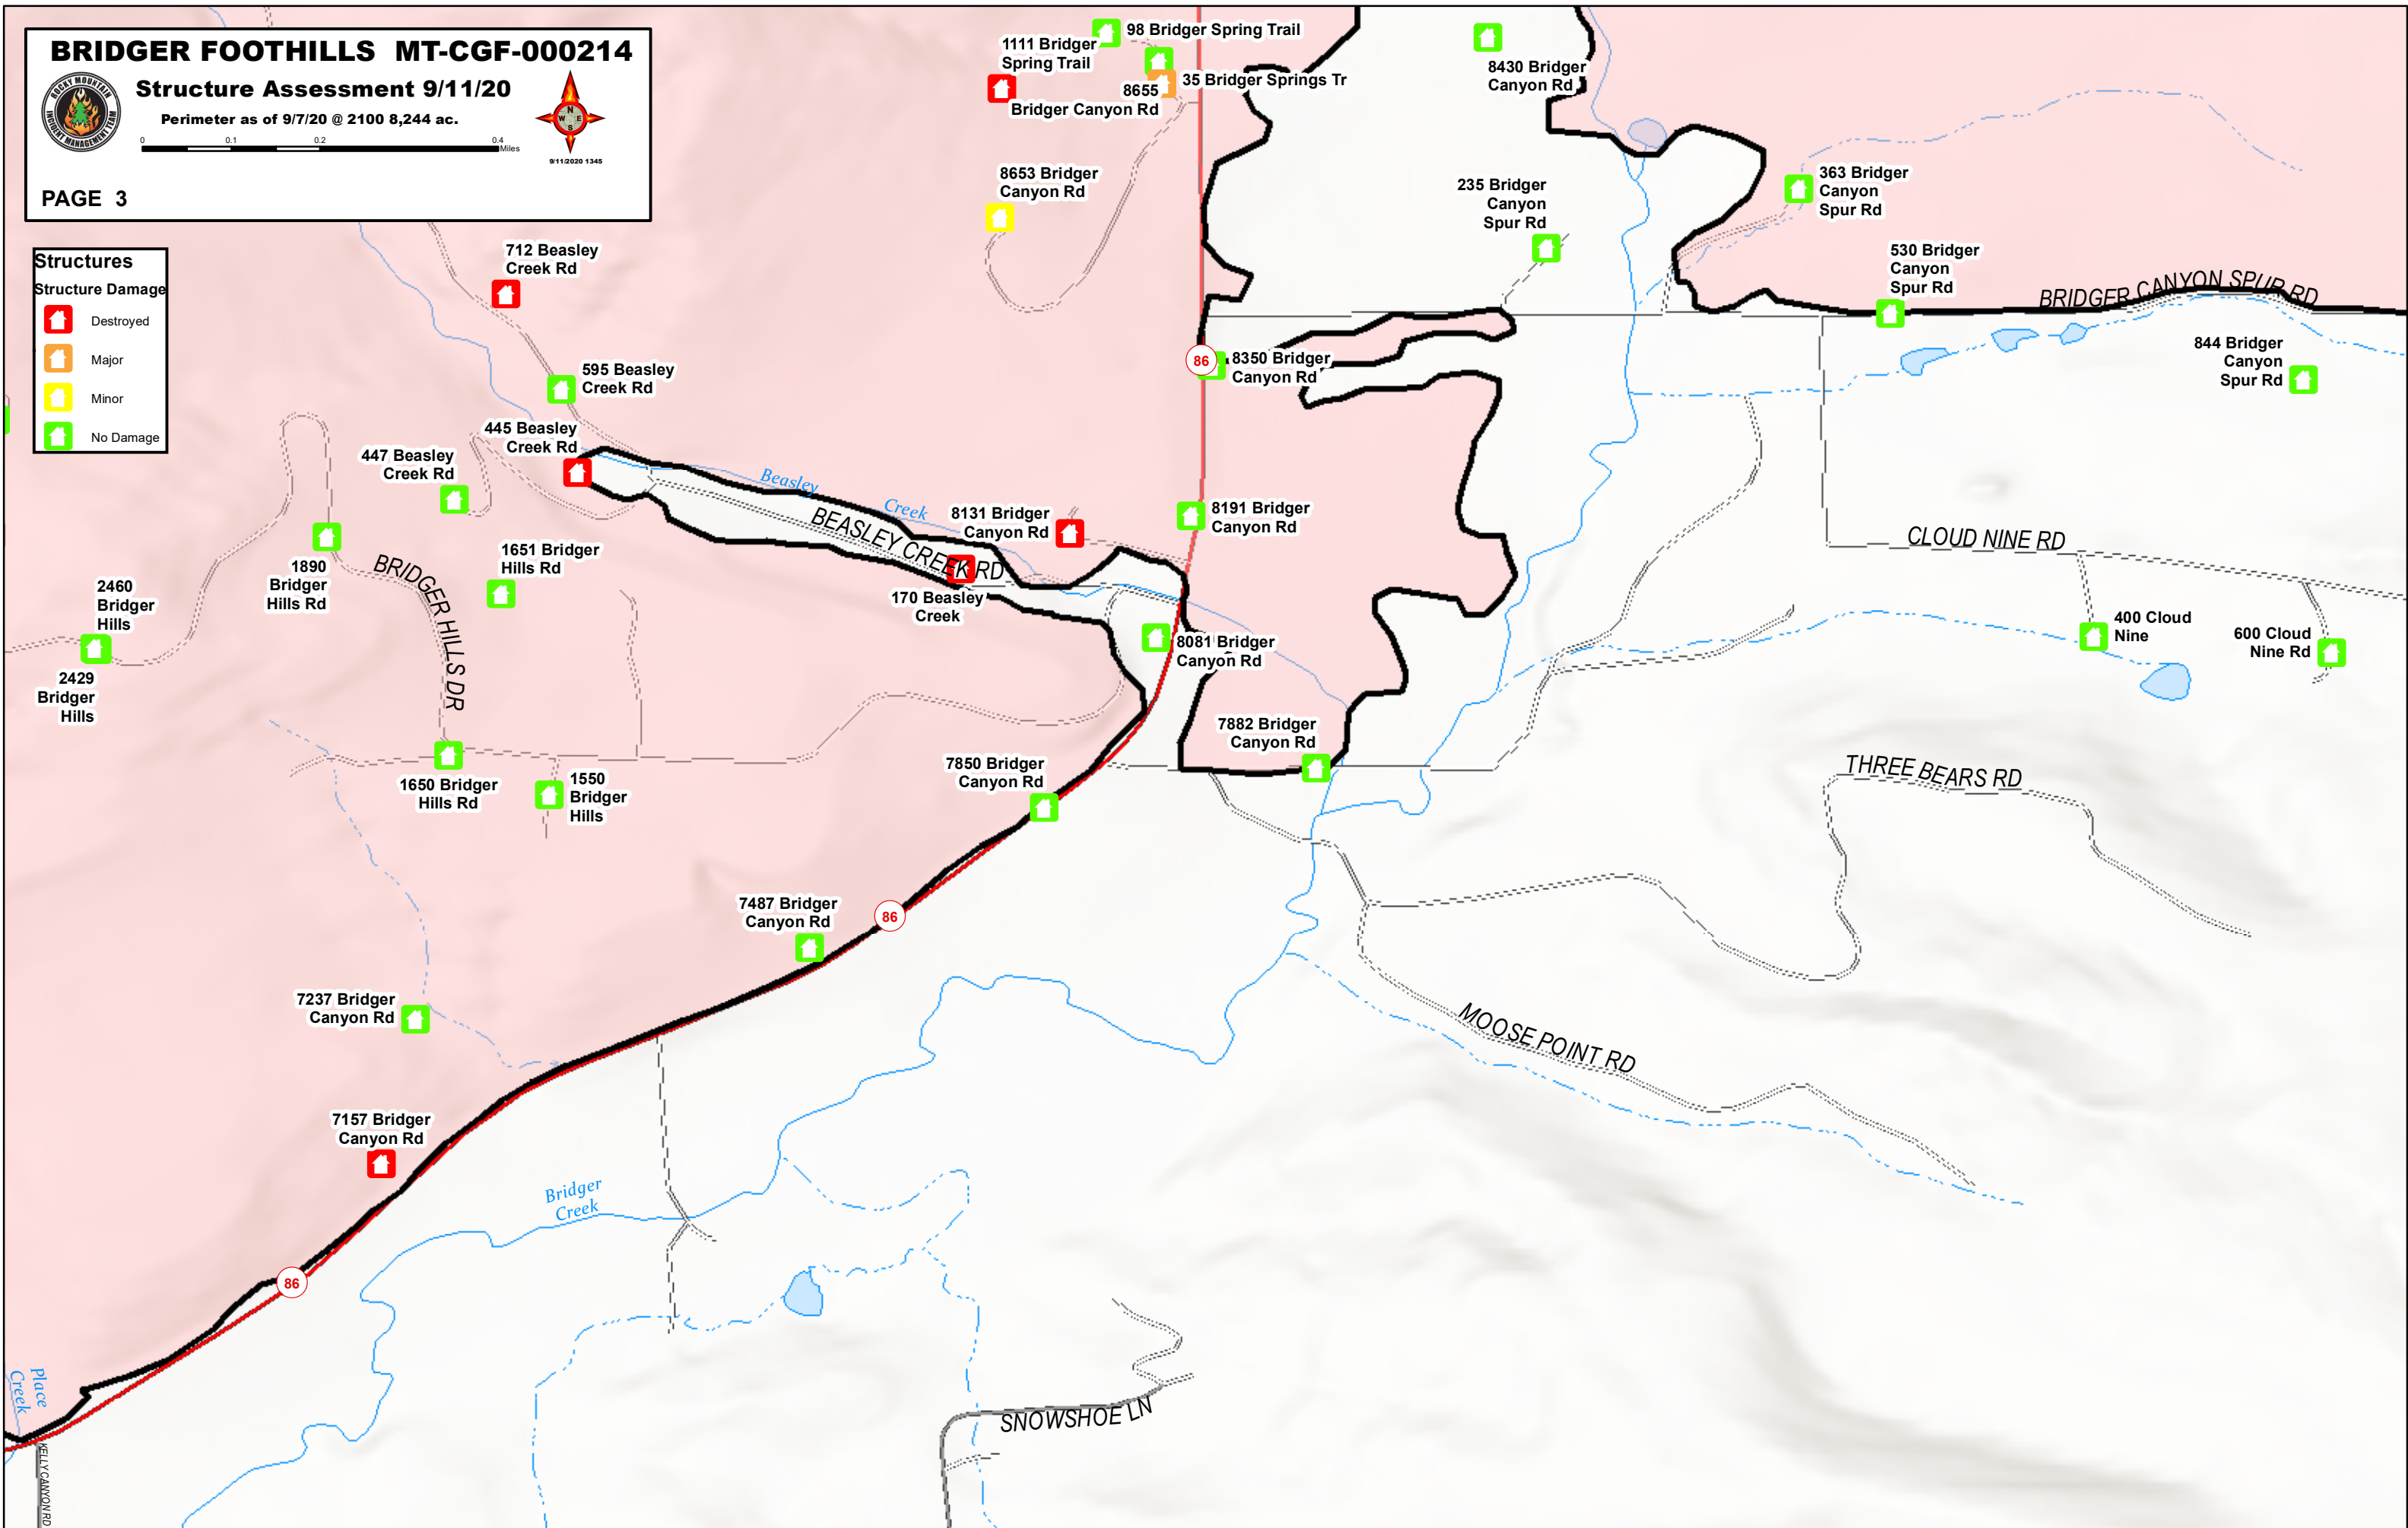 BRIDGER FOOTHILLS MT-CGF-000214
Structure Assessment 9/11/20
Perimeter as of 9/7/20 @ 2100 8,244 ac.
ROCKY MOUNTAIN
INCIDENT MANAGEMENT TEAM
0 0.1 0.2 0.4
Miles
N
W E
S
9/11/2020 1345
PAGE 3
Structures
Structure Damage
Destroyed
Major
Minor
No Damage
98 Bridger Spring Trail
1111 Bridger
Spring Trail
35 Bridger Springs Tr
8655
Bridger Canyon Rd
8430 Bridger
Canyon Rd
8653 Bridger
Canyon Rd
235 Bridger
Canyon
Spur Rd
363 Bridger
Canyon
Spur Rd
530 Bridger
Canyon
Spur Rd
BRIDGER CANYON SPUR RD
844 Bridger
Canyon
Spur Rd
712 Beasley
Creek Rd
595 Beasley
Creek Rd
86
8350 Bridger
Canyon Rd
445 Beasley
Creek Rd
447 Beasley
Creek Rd
Beasley
Creek
BEASLEY CREEK RD
8131 Bridger
Canyon Rd
8191 Bridger
Canyon Rd
CLOUD NINE RD
1651 Bridger
Hills Rd
1890
Bridger
Hills Rd
BRIDGER HILLS DR
2460
Bridger
Hills
2429
Bridger
Hills
170 Beasley
Creek
8081 Bridger
Canyon Rd
400 Cloud
Nine
600 Cloud
Nine Rd
7882 Bridger
Canyon Rd
7850 Bridger
Canyon Rd
1650 Bridger
Hills Rd
1550
Bridger
Hills
THREE BEARS RD
7487 Bridger
Canyon Rd
86
7237 Bridger
Canyon Rd
MOOSE POINT RD
7157 Bridger
Canyon Rd
Bridger
Creek
86
Place
Creek
SNOWSHOE LN
KELLY CANYON RD